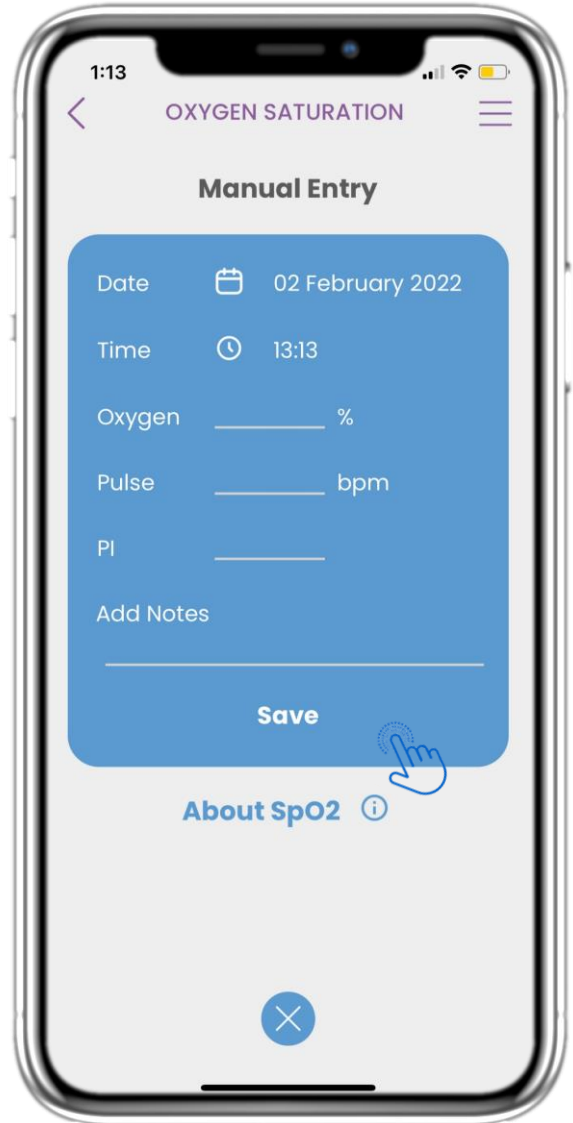 1:13
OXYGEN SATURATION
Manual Entry
Date 02 February 2022
Time 13:13
Oxygen %
Pulse bpm
PI
Add Notes
Save
About SpO2